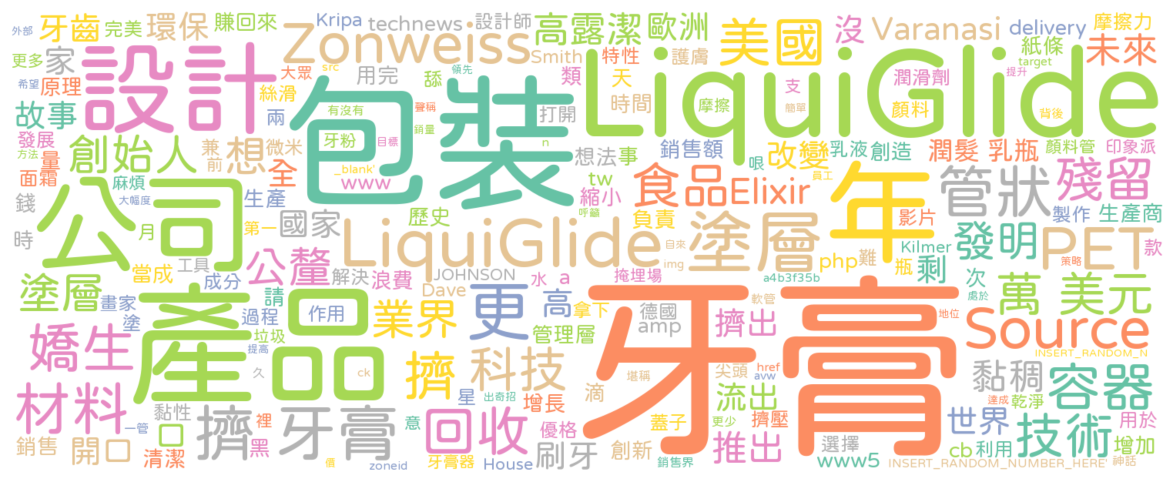 外部 牙齒 完美 環保 賺回來 Kripa technews 設計師 高露潔 歐洲 美國 沒 Varanasi delivery 摩擦力
更多 家 用完 Zonweiss Smith 特性 護膚 紙條 target 未來
希望 原理 設計 大眾 src 領先 舔 類 天 潤滑劑 提升
故事 絲滑 有沒有 聲稱 打開 時間 摩擦 支 簡單 顏料 背後
發展 兩 牙粉 銷量 目標 包裝 LiquiGlide
方法 量 創始人 兼 想 微米 n 想法 事 銷售額 哏 改變 乳液 創造 顏料管 印象派
面霜 麻煩 前 全 _blank' www tw 縮小 食品 員工 潤髮 乳瓶 殘留
錢 大幅度 生產 呼籲 Elixir 年 管狀
時 公司 月 第一 國家 歷史 負責 影片 製作 生產商
塗層 當成 工具 公釐 解決 浪費 LiquiGlide 自來 塗層 php 難 Kilmer 發明 PET 款
畫家 成分 JOHNSON 水 a img 掩埋場 瓶 剩 次 策略
塗 請 Dave a4b3f35b 處於 萬 美元
嬌生 產品 過程 作用 業界 更 高 拿下 德國 軟管 地位
垃圾 管理層 amp 擠出 牙膏 Source
提高 擠 科技 尖頭 href INSERT_RANDOM_N
材料 久 ck 星 滴 堪稱 avw 流出 黏稠 容器
黏性 出奇招 增長 蓋子 更少 達成 乾淨
一管 口 擠 牙膏 裡 回收 意 優格 擠壓 世界 技術 用於
銷售 開口 黑 刷牙 創新 推出 選擇 cb 利用 增加
清潔 個 zoneid 牙膏器 House 銷售界 www5 INSERT_RANDOM_NUMBER_HERE' 神話